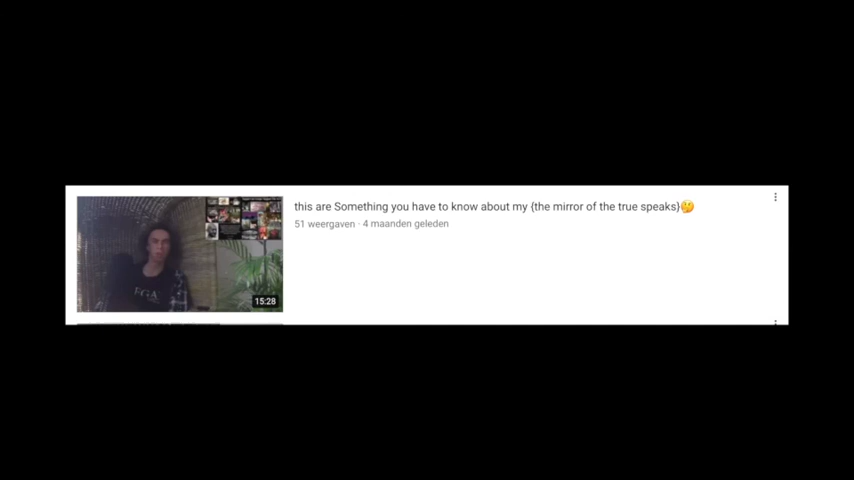 this are Something you have to know about my {the mirror of the true speaks}🤔
51 weergaven · 4 maanden geleden
15:28